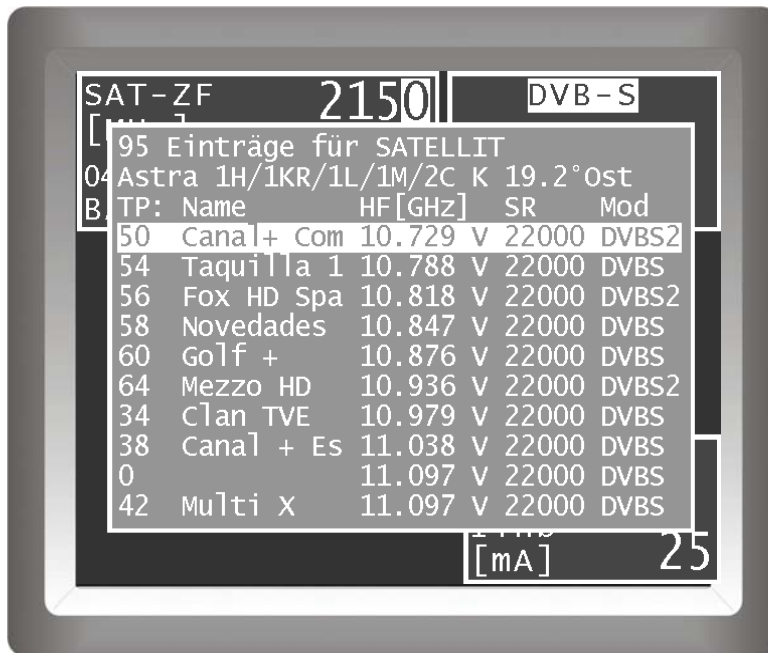 SAT-ZF 2150
DVB-S
04
B
95 Einträge für SATELLIT
Astra 1H/1KR/1L/1M/2C K 19.2°Ost
TP: Name HF[GHz] SR Mod
50 Canal+ Com 10.729 V 22000 DVBS2
54 Taquilla 1 10.788 V 22000 DVBS
56 Fox HD Spa 10.818 V 22000 DVBS2
58 Novedades 10.847 V 22000 DVBS
60 Golf + 10.876 V 22000 DVBS
64 Mezzo HD 10.936 V 22000 DVBS2
34 Clan TVE 10.979 V 22000 DVBS
38 Canal + Es 11.038 V 22000 DVBS
0 11.097 V 22000 DVBS
42 Multi X 11.097 V 22000 DVBS
[mA] 25